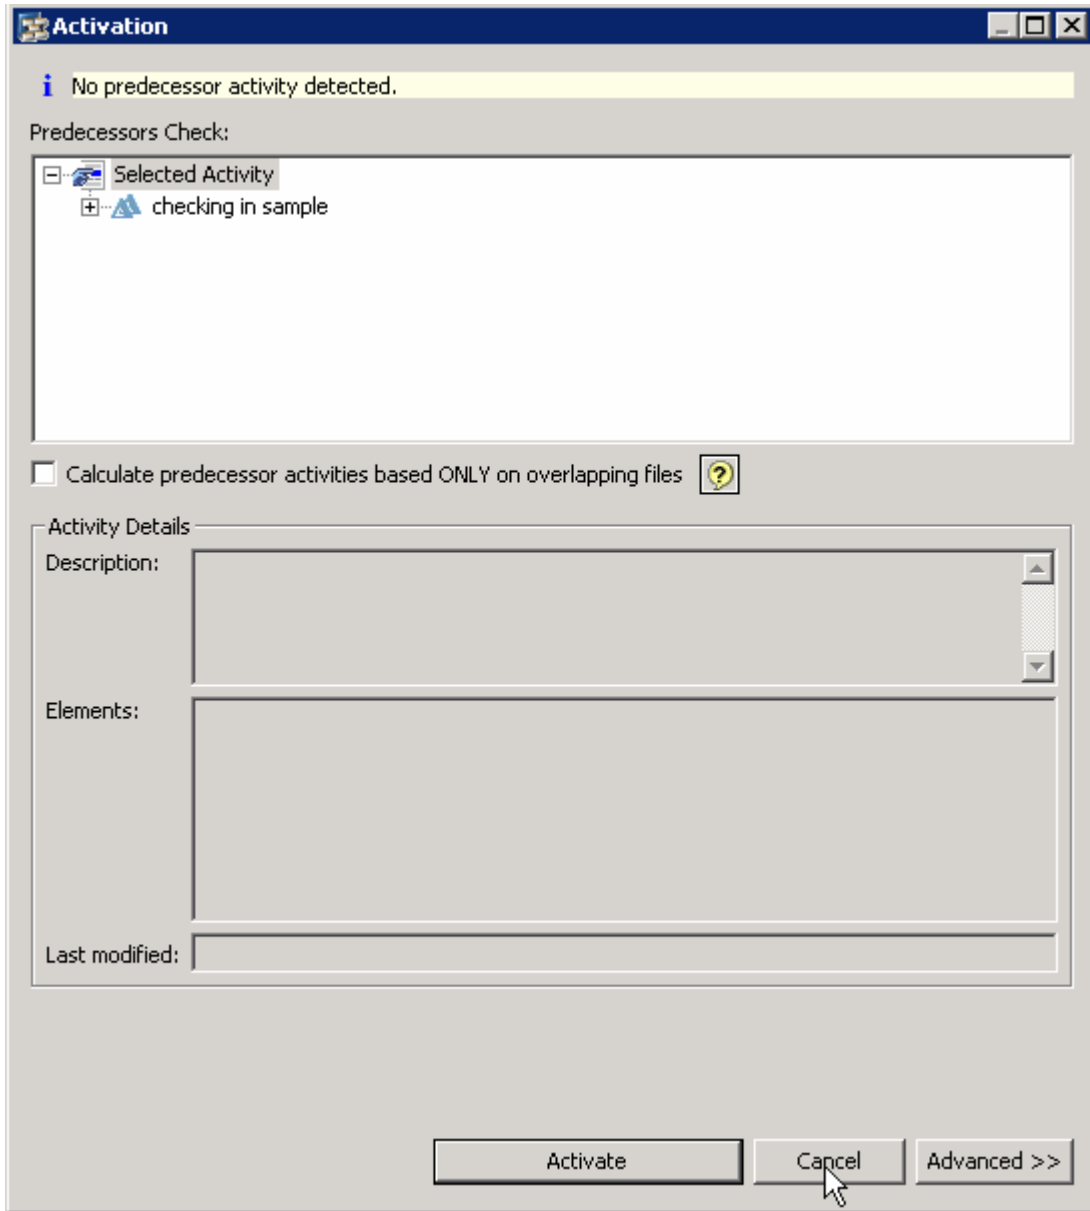 Activation
No predecessor activity detected.
Predecessors Check:
Selected Activity
checking in sample
Calculate predecessor activities based ONLY on overlapping files
Activity Details
Description:
Elements:
Last modified:
Activate Cancel Advanced >>